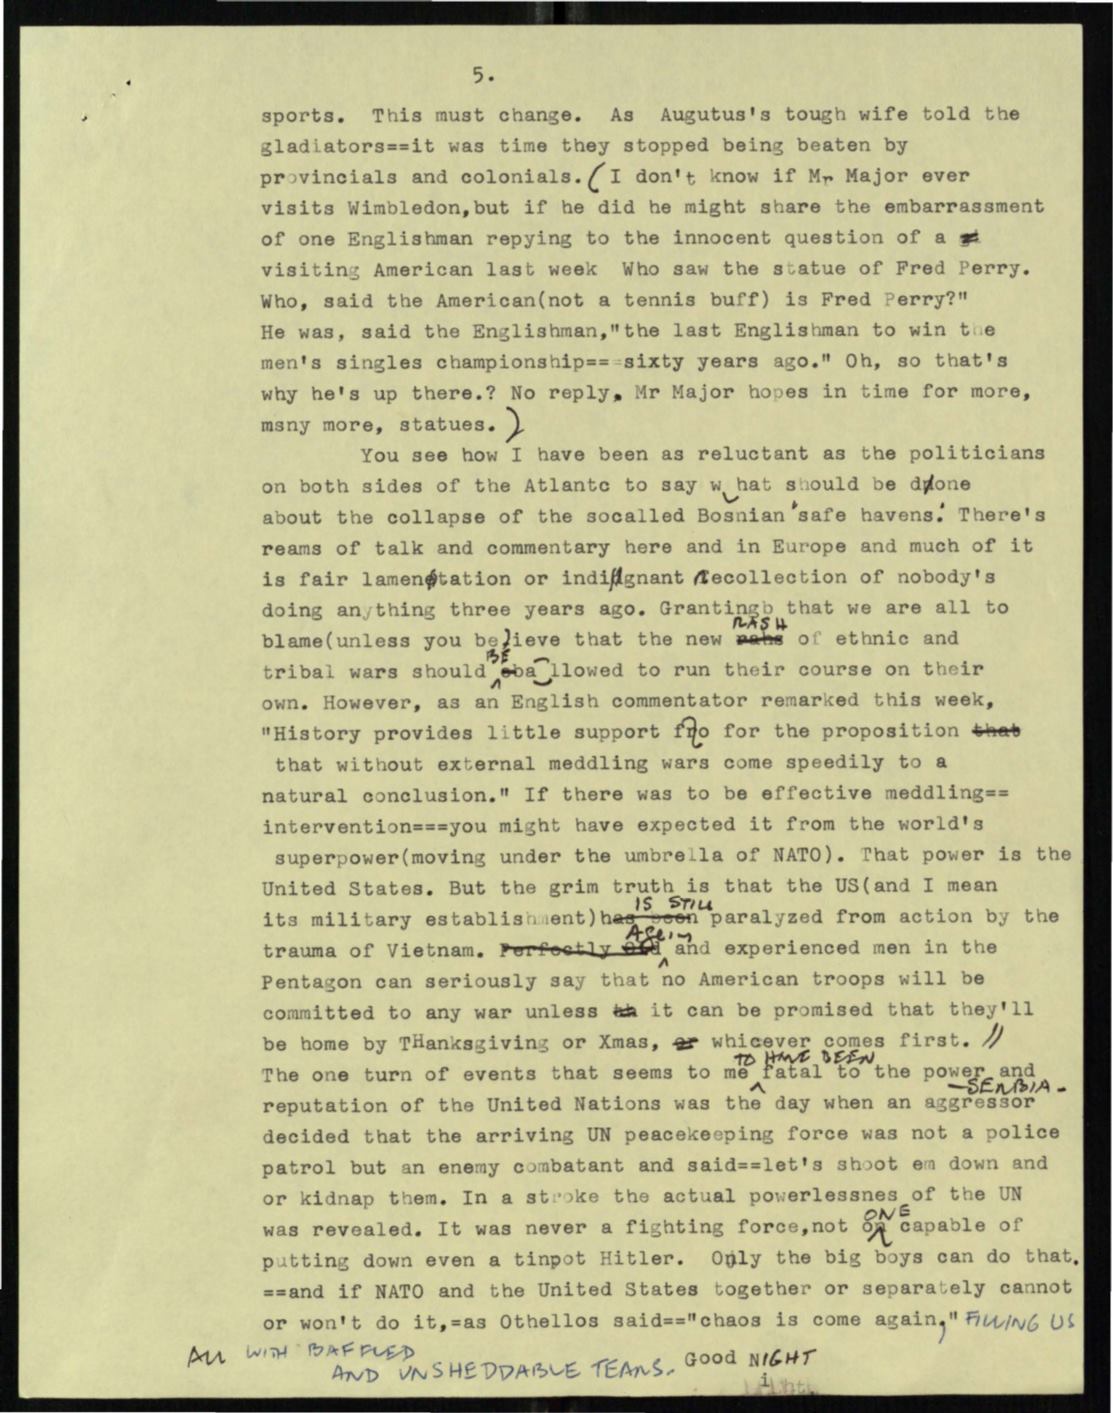 5.
sports. This must change. As Augutus's tough wife told the
gladiators==it was time they stopped being beaten by
provincials and colonials. (I don't know if Mr Major ever
visits Wimbledon,but if he did he might share the embarrassment
of one Englishman repying to the innocent question of a
visiting American last week Who saw the statue of Fred Perry.
Who, said the American(not a tennis buff) is Fred Perry?"
He was, said the Englishman,"the last Englishman to win the
men's singles championship===sixty years ago." Oh, so that's
why he's up there.? No reply. Mr Major hopes in time for more,
msny more, statues. )
You see how I have been as reluctant as the politicians
on both sides of the Atlantc to say w hat should be done
about the collapse of the socalled Bosnian 'safe havens.' There's
reams of talk and commentary here and in Europe and much of it
is fair lamentation or indignant recollection of nobody's
doing anything three years ago. Grantingb that we are all to
RASH
blame(unless you believe that the new rahs of ethnic and
BE
tribal wars should oba llowed to run their course on their
own. However, as an English commentator remarked this week,
"History provides little support fro for the proposition that
that without external meddling wars come speedily to a
natural conclusion." If there was to be effective meddling==
intervention===you might have expected it from the world's
superpower(moving under the umbrella of NATO). That power is the
United States. But the grim truth is that the US(and I mean
IS STILL
its military establishment)has been paralyzed from action by the
Again
trauma of Vietnam. Perfectly Old and experienced men in the
Pentagon can seriously say that no American troops will be
committed to any war unless th it can be promised that they'll
be home by THanksgiving or Xmas, or whicever comes first. //
TO HAVE BEEN
The one turn of events that seems to me fatal to the power and
—SERBIA—
reputation of the United Nations was the day when an aggressor
decided that the arriving UN peacekeeping force was not a police
patrol but an enemy combatant and said==let's shoot em down and
or kidnap them. In a stroke the actual powerlessnes of the UN
ONE
was revealed. It was never a fighting force,not on capable of
putting down even a tinpot Hitler. Only the big boys can do that.
==and if NATO and the United States together or separately cannot
or won't do it,=as Othellos said=="chaos is come again," FILLING US
ALL WITH BAFFLED
AND UNSHEDDABLE TEARS. Good NIGHT
i